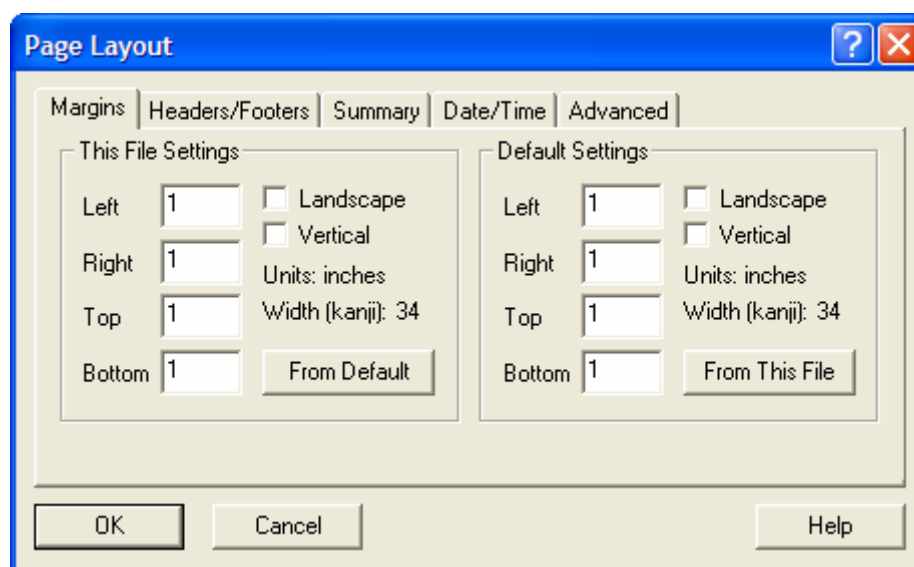 Page Layout
Margins Headers/Footers Summary Date/Time Advanced
This File Settings
Left 1 Landscape
Vertical
Right 1
Units: inches
Top 1 Width (kanji): 34
Bottom 1 From Default
Default Settings
Left 1 Landscape
Vertical
Right 1
Units: inches
Top 1 Width (kanji): 34
Bottom 1 From This File
OK Cancel Help